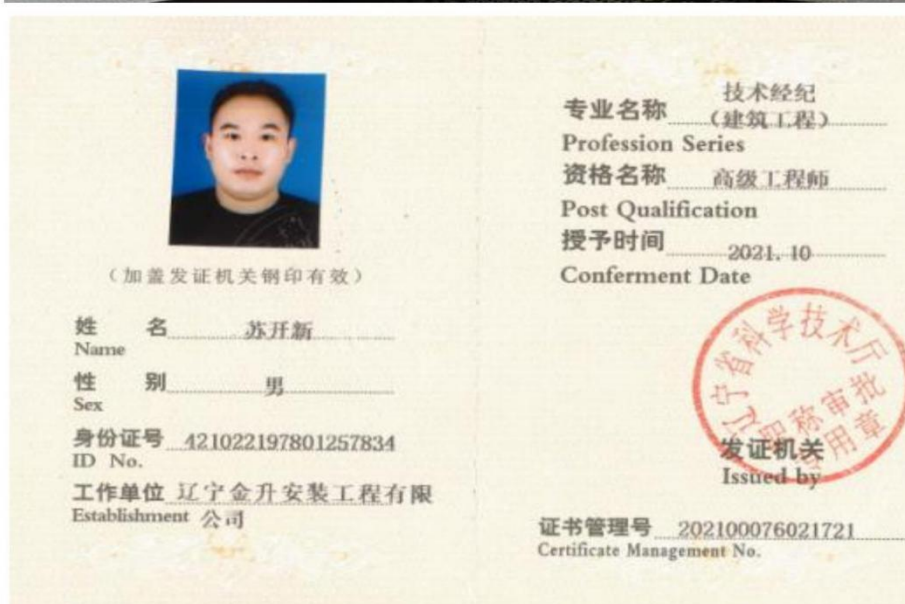 (加盖发证机关钢印有效)
姓 名 苏开新
Name
性 别 男
Sex
身份证号 421022197801257834
ID No.
工作单位 辽宁金升安装工程有限
Establishment 公司
专业名称 技术经纪
(建筑工程)
Profession Series
资格名称 高级工程师
Post Qualification
授予时间 2021.10
Conferment Date
辽宁省科学技术厅
职称审批
专用章
发证机关
Issued by
证书管理号 202100076021721
Certificate Management No.